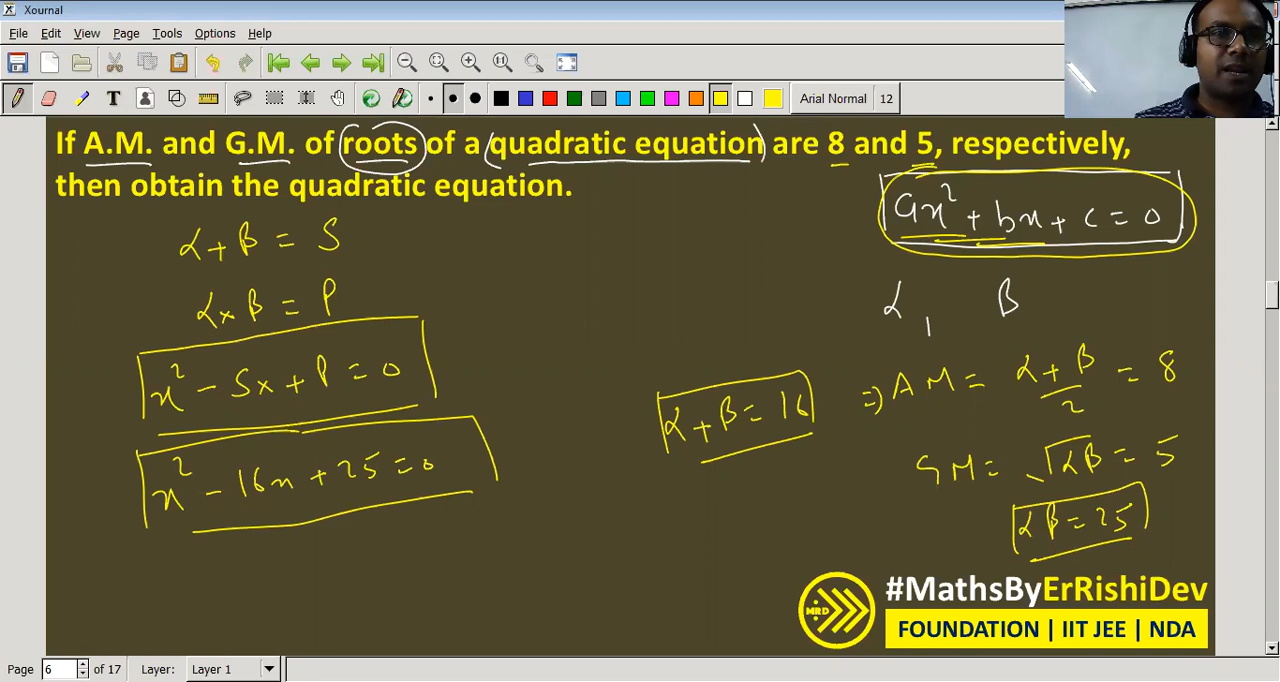 Xournal
File Edit View Page Tools Options Help
Arial Normal 12
If A.M. and G.M. of roots of a quadratic equation are 8 and 5, respectively,
then obtain the quadratic equation.
ax² + bx + c = 0
α + β = S
α × β = P
x² - Sx + P = 0
x² - 16x + 25 = 0
α , β
⇒ AM = α + β / 2 = 8
α + β = 16
GM = √αβ = 5
αβ = 25
MRD
#MathsByErRishiDev
FOUNDATION | IIT JEE | NDA
Page 6 of 17 Layer: Layer 1